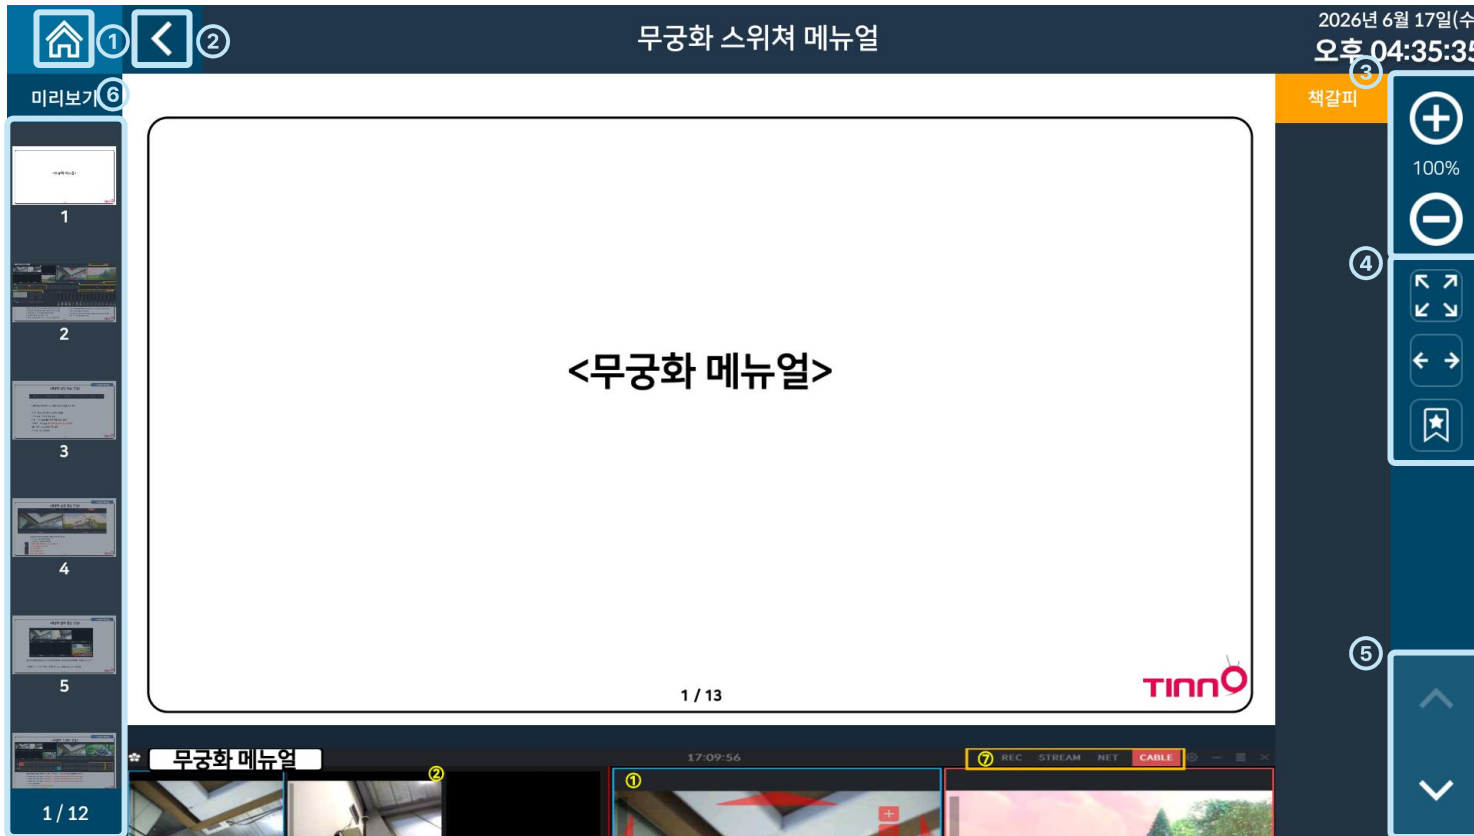 ① ② 무궁화 스위쳐 메뉴얼 2026년 6월 17일(수
오후 04:35:35
③
미리보기 ⑥ 책갈피
100%
④
<무궁화 메뉴얼>
1
2
3
4
5
⑤
1 / 13
TINNO
무궁화 메뉴얼 17:09:56 ⑦ REC STREAM NET CABLE
② ①
1 / 12